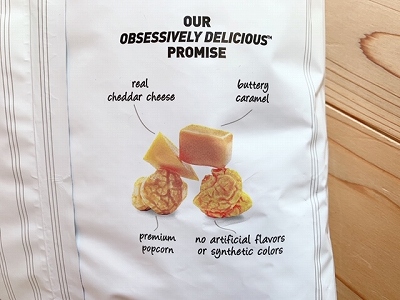 OUR
OBSESSIVELY DELICIOUS™
PROMISE
real
cheddar cheese
buttery
caramel
premium
popcorn
no artificial flavors
or synthetic colors